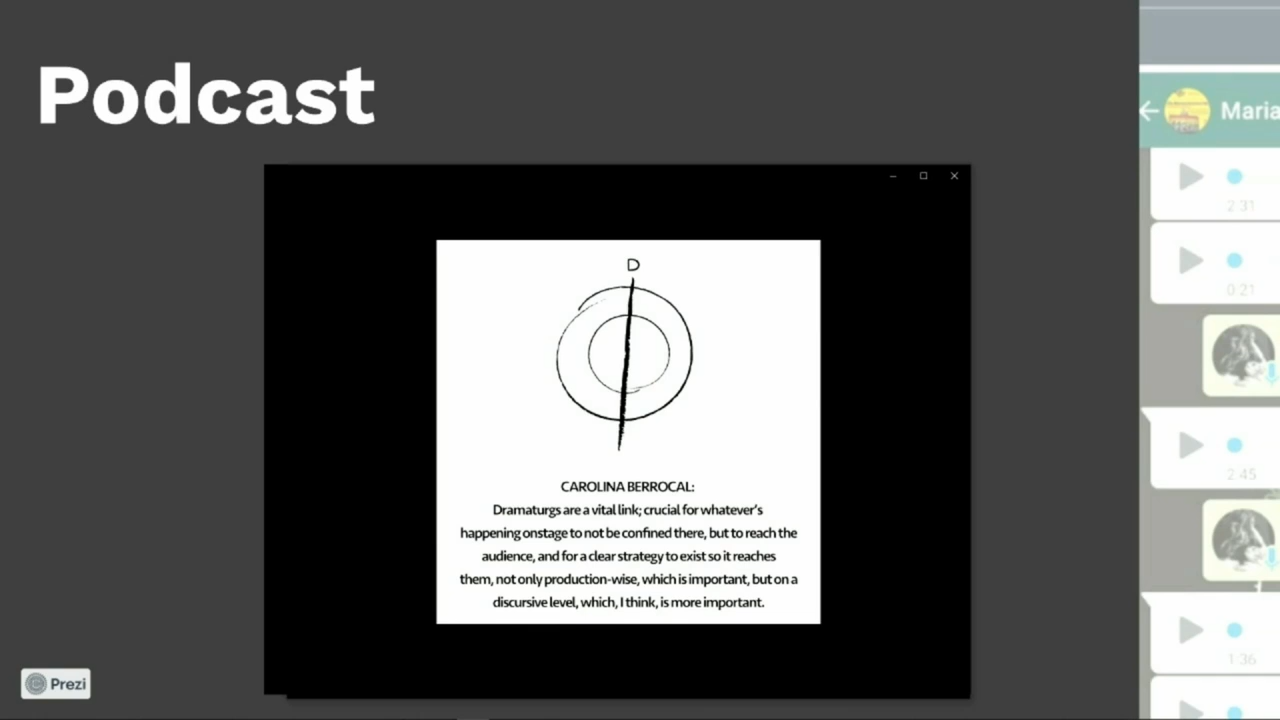 Podcast
Maria
2:31
0:21
2:45
1:36
D
CAROLINA BERROCAL:
Dramaturgs are a vital link; crucial for whatever's
happening onstage to not be confined there, but to reach the
audience, and for a clear strategy to exist so it reaches
them, not only production-wise, which is important, but on a
discursive level, which, I think, is more important.
Prezi